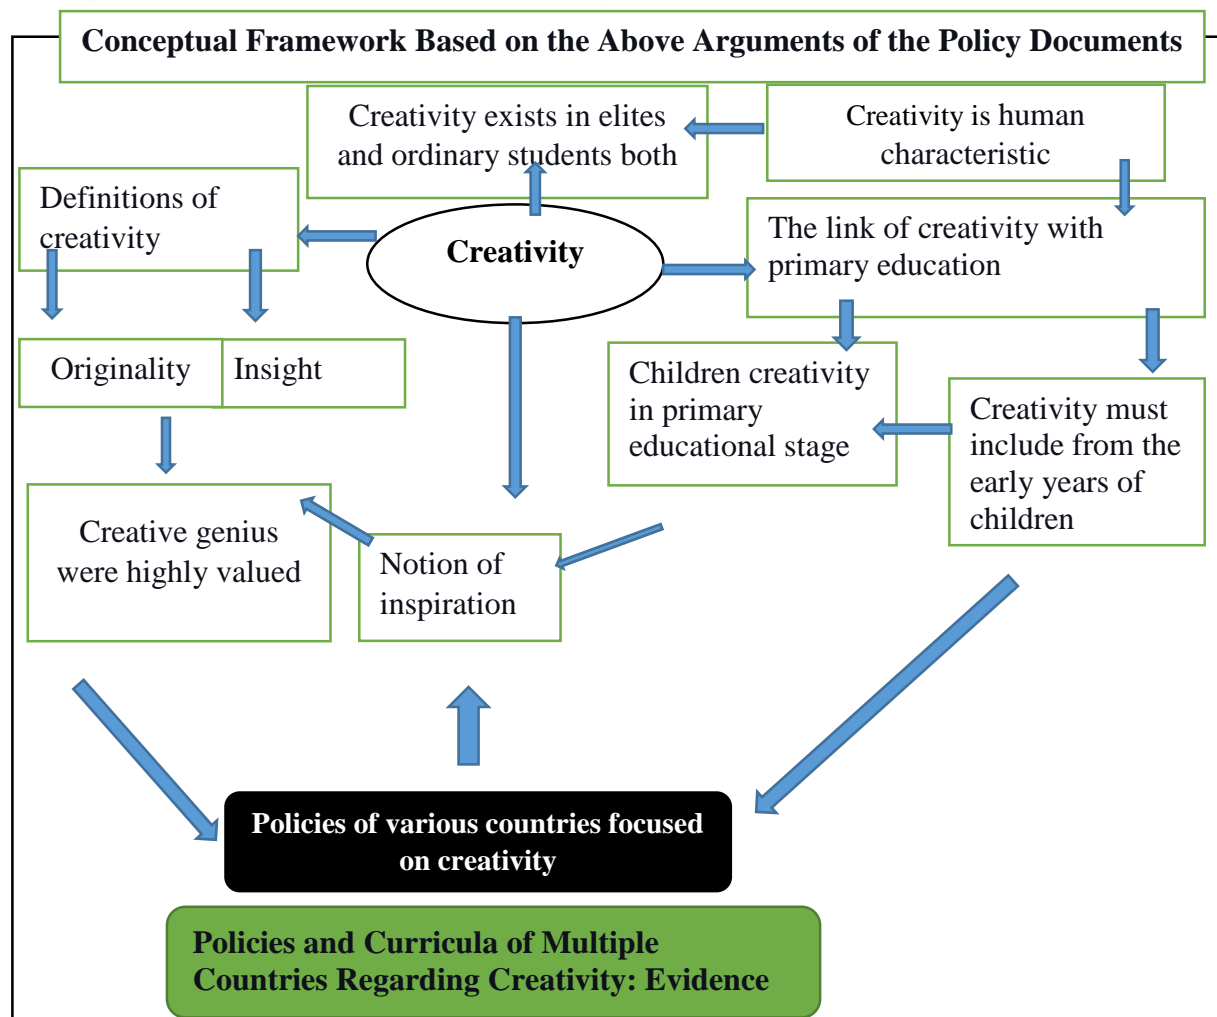 Conceptual Framework Based on the Above Arguments of the Policy Documents
Creativity exists in elites
and ordinary students both
Creativity is human
characteristic
Definitions of
creativity
Creativity
The link of creativity with
primary education
Originality
Insight
Children creativity
in primary
educational stage
Creativity must
include from the
early years of
children
Creative genius
were highly valued
Notion of
inspiration
Policies of various countries focused
on creativity
Policies and Curricula of Multiple
Countries Regarding Creativity: Evidence